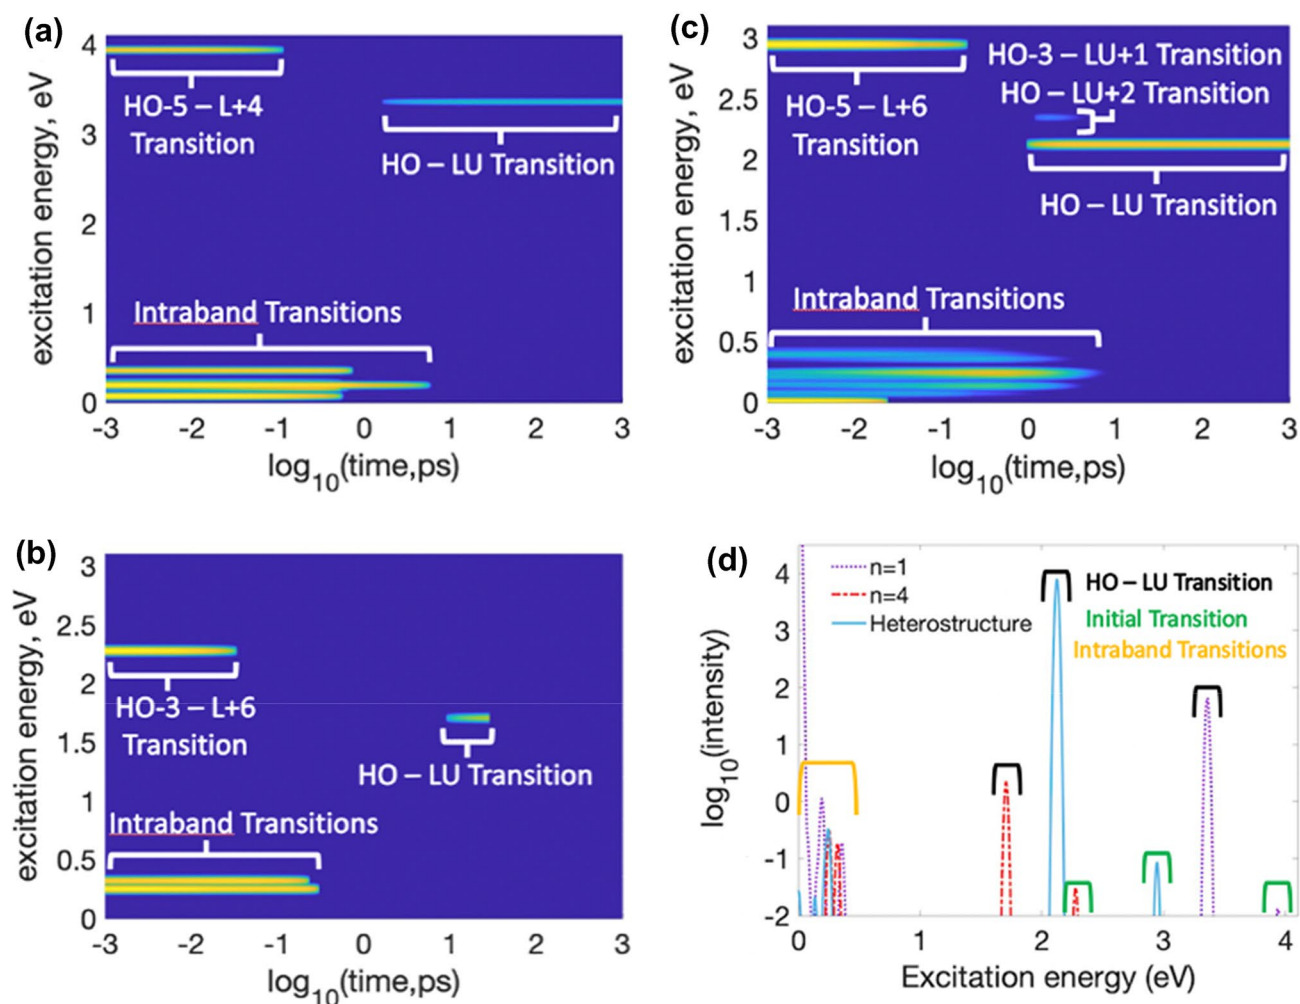 (a)
excitation energy, eV
4
3
2
1
0
HO-5 – L+4
Transition
HO – LU Transition
Intraband Transitions
-3 -2 -1 0 1 2 3
log10(time,ps)
(c)
excitation energy, eV
3
2.5
2
1.5
1
0.5
0
HO-3 – LU+1 Transition
HO – LU+2 Transition
HO-5 – L+6
Transition
HO – LU Transition
Intraband Transitions
-3 -2 -1 0 1 2 3
log10(time,ps)
(b)
excitation energy, eV
3
2.5
2
1.5
1
0.5
0
HO-3 – L+6
Transition
HO – LU Transition
Intraband Transitions
-3 -2 -1 0 1 2 3
log10(time,ps)
(d)
log10(intensity)
4
3
2
1
0
-1
-2
n=1
n=4
Heterostructure
HO – LU Transition
Initial Transition
Intraband Transitions
0 1 2 3 4
Excitation energy (eV)